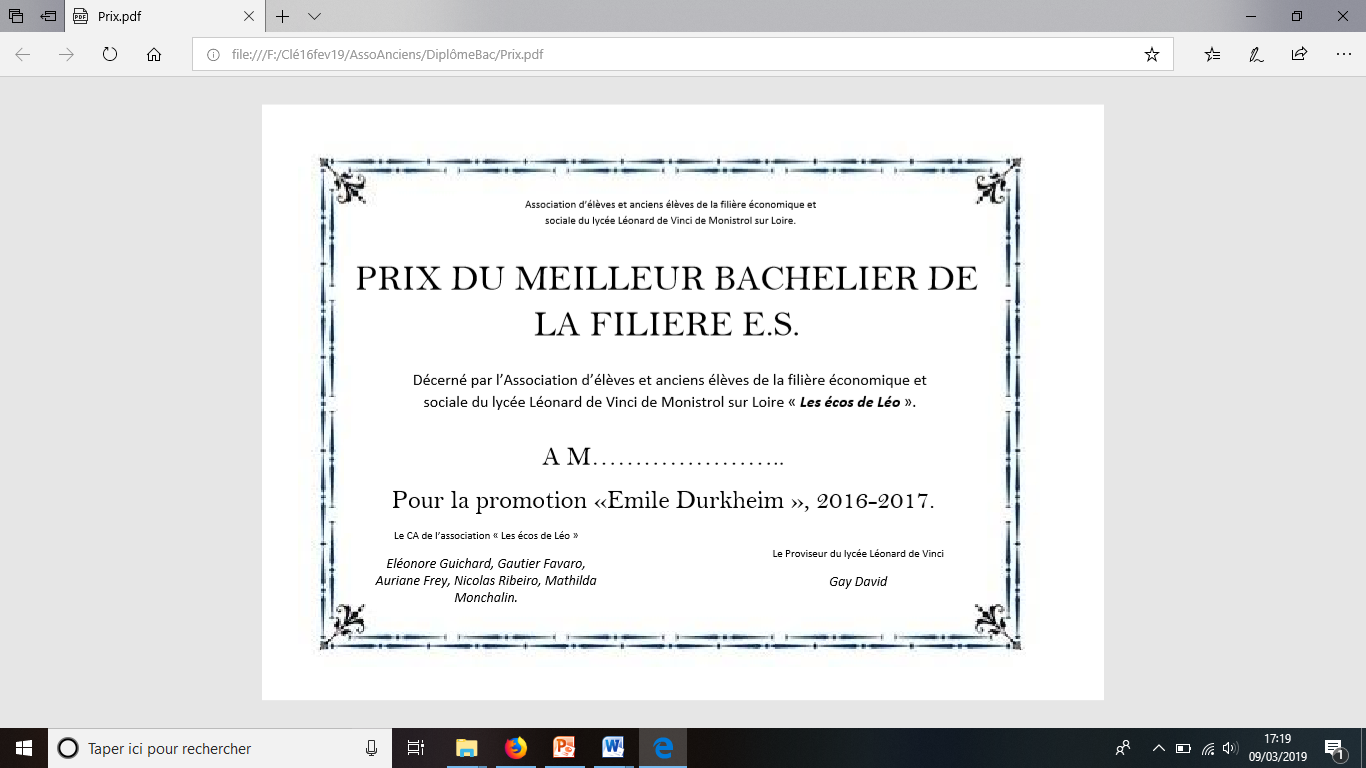 Prix.pdf
file:///F:/Clé16fev19/AssoAnciens/DiplômeBac/Prix.pdf
Association d'élèves et anciens élèves de la filière économique et
sociale du lycée Léonard de Vinci de Monistrol sur Loire.
PRIX DU MEILLEUR BACHELIER DE
LA FILIERE E.S.
Décerné par l'Association d'élèves et anciens élèves de la filière économique et
sociale du lycée Léonard de Vinci de Monistrol sur Loire « Les écos de Léo ».
A M…………………..
Pour la promotion «Emile Durkheim », 2016-2017.
Le CA de l'association « Les écos de Léo »
Eléonore Guichard, Gautier Favaro,
Auriane Frey, Nicolas Ribeiro, Mathilda
Monchalin.
Le Proviseur du lycée Léonard de Vinci
Gay David
Taper ici pour rechercher
17:19
09/03/2019
1